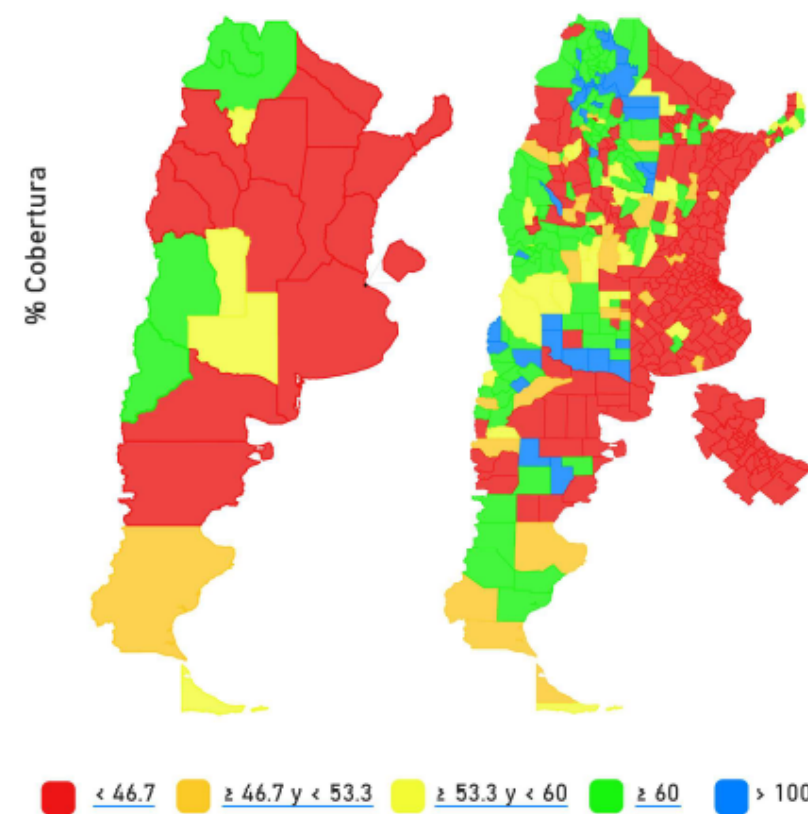 % Cobertura
< 46.7
≥ 46.7 y < 53.3
≥ 53.3 y < 60
≥ 60
> 100